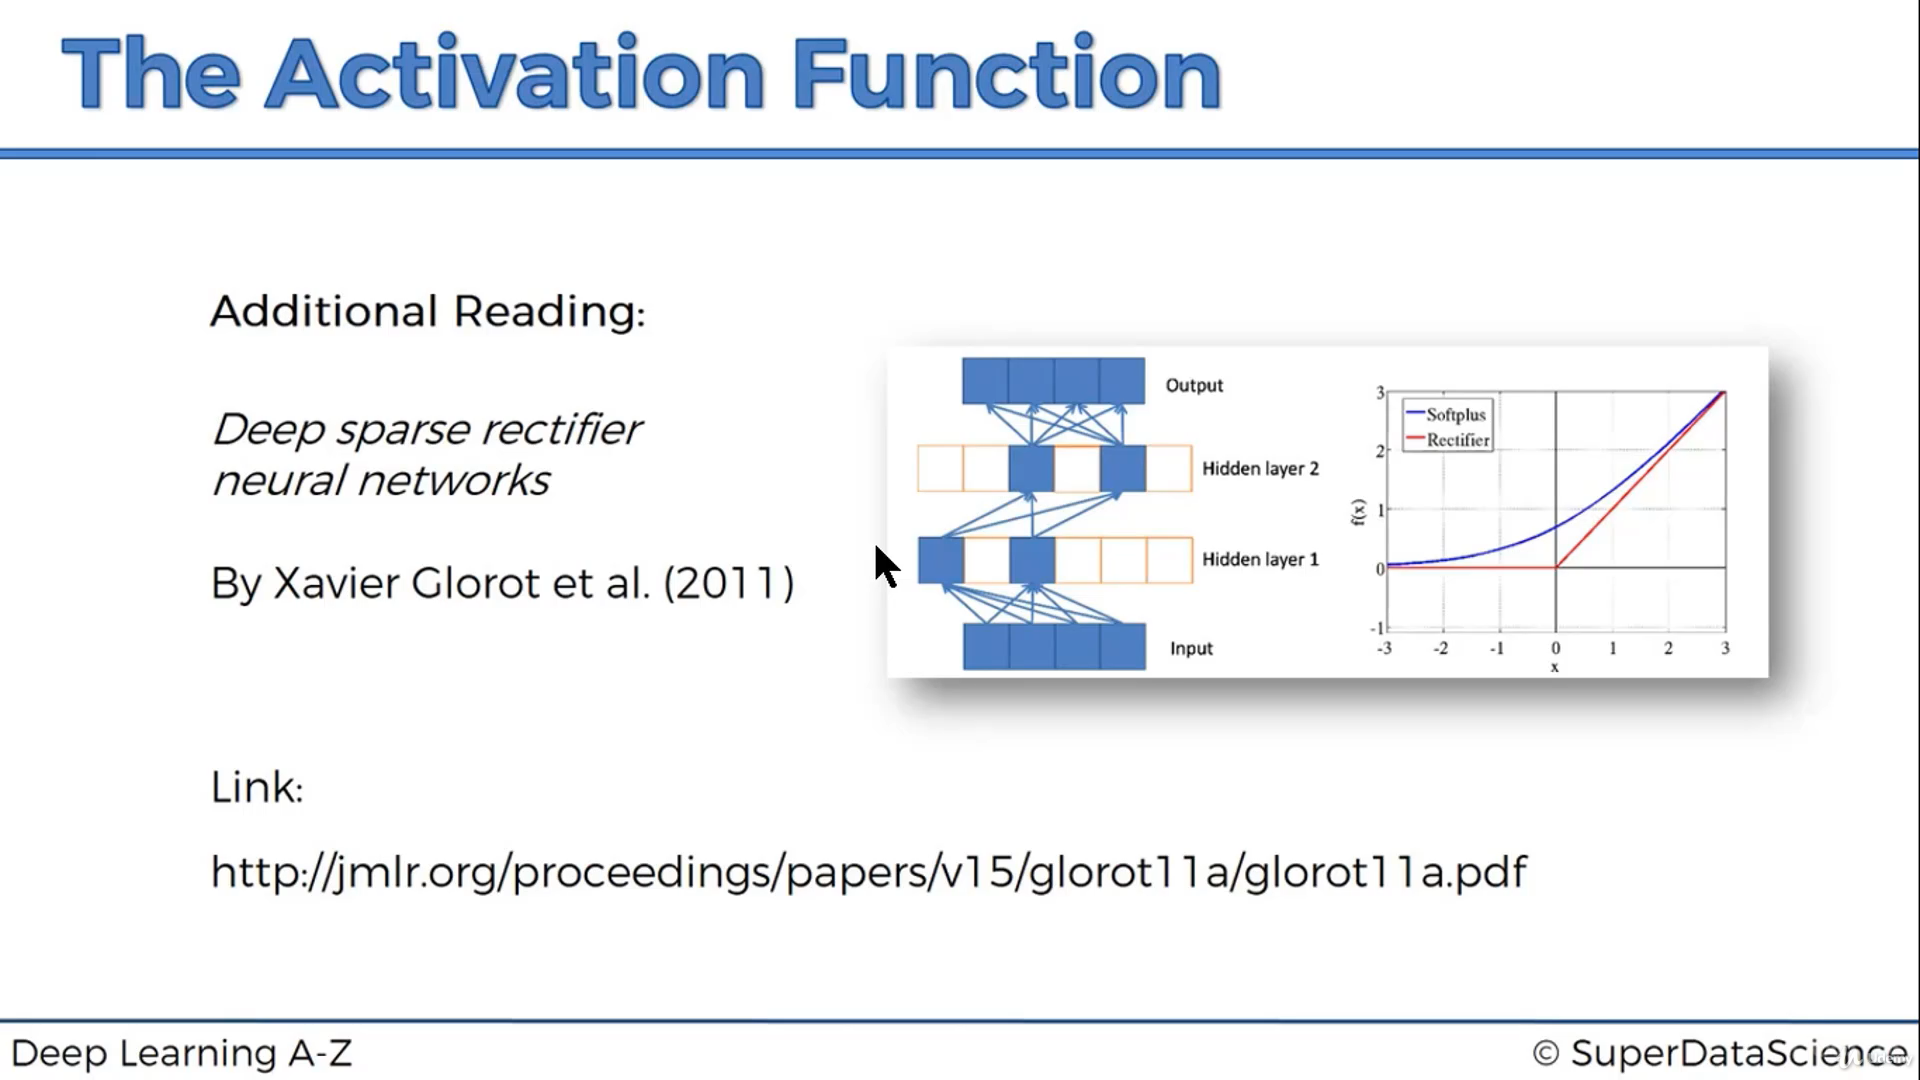 The Activation Function
Additional Reading:
Deep sparse rectifier
neural networks
By Xavier Glorot et al. (2011)
Output
Hidden layer 2
Hidden layer 1
Input
Softplus
Rectifier
f(x)
3
2
1
0
-1
-3 -2 -1 0 1 2 3
x
Link:
http://jmlr.org/proceedings/papers/v15/glorot11a/glorot11a.pdf
Deep Learning A-Z
© SuperDataScience
Udemy